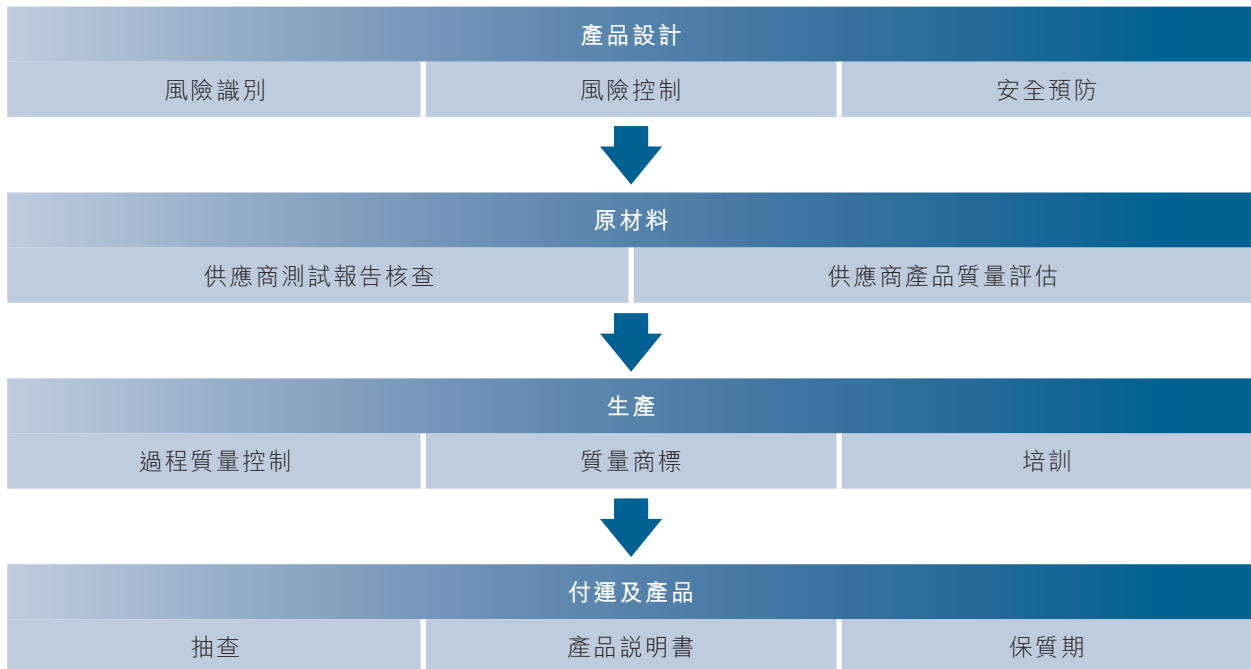 產品設計
風險識別 風險控制 安全預防
原材料
供應商測試報告核查 供應商產品質量評估
生產
過程質量控制 質量商標 培訓
付運及產品
抽查 產品説明書 保質期